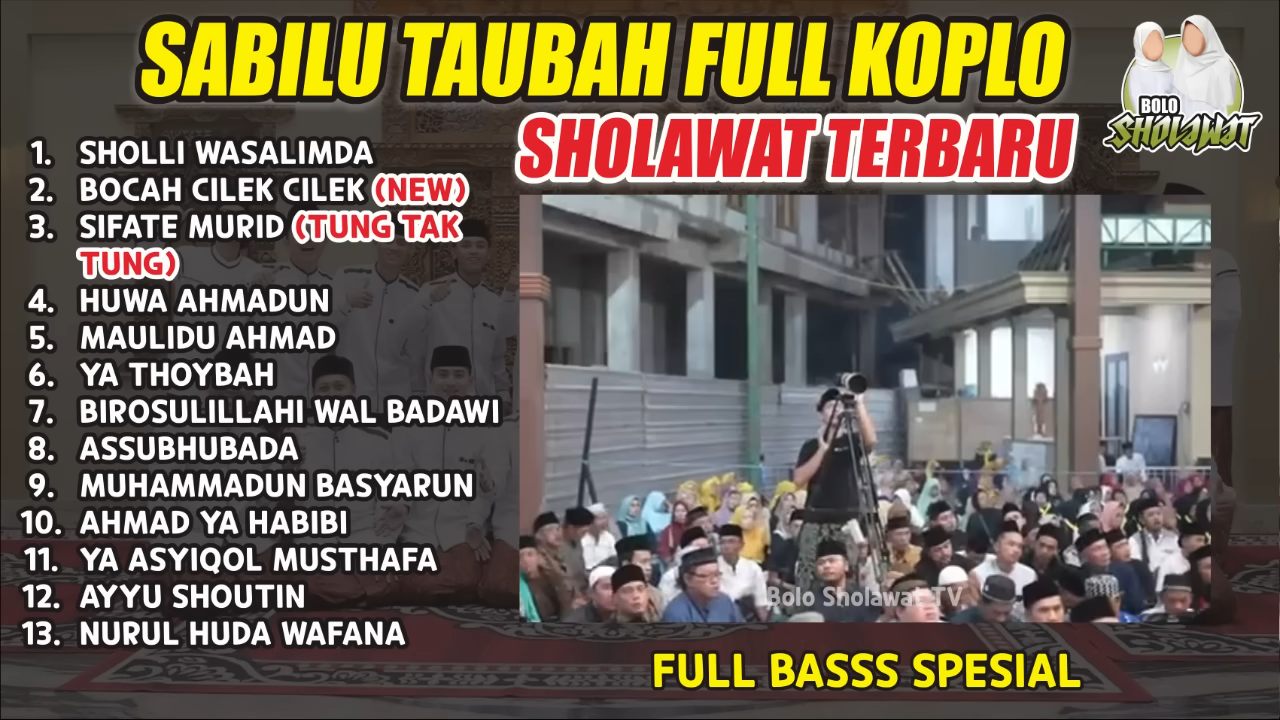 SABILU TAUBAH FULL KOPLO
SHOLAWAT TERBARU
BOLO
SHOLAWAT
1. SHOLLI WASALIMDA
2. BOCAH CILEK CILEK (NEW)
3. SIFATE MURID (TUNG TAK
TUNG)
4. HUWA AHMADUN
5. MAULIDU AHMAD
6. YA THOYBAH
7. BIROSULILLAHI WAL BADAWI
8. ASSUBHUBADA
9. MUHAMMADUN BASYARUN
10. AHMAD YA HABIBI
11. YA ASYIQOL MUSTHAFA
12. AYYU SHOUTIN
13. NURUL HUDA WAFANA
Bolo Sholawat TV
FULL BASSS SPESIAL